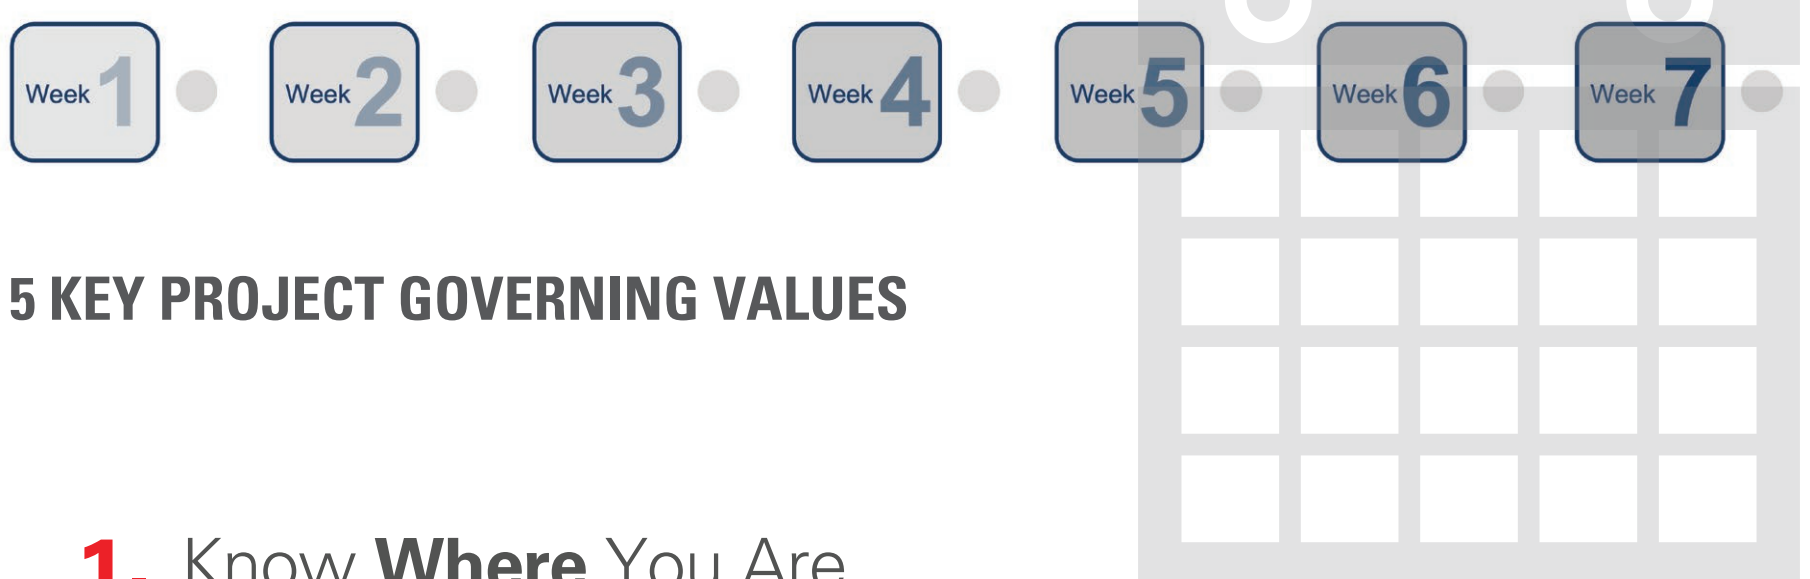 Week 1
Week 2
Week 3
Week 4
Week 5
Week 6
Week 7
5 KEY PROJECT GOVERNING VALUES
1. Know Where You Are